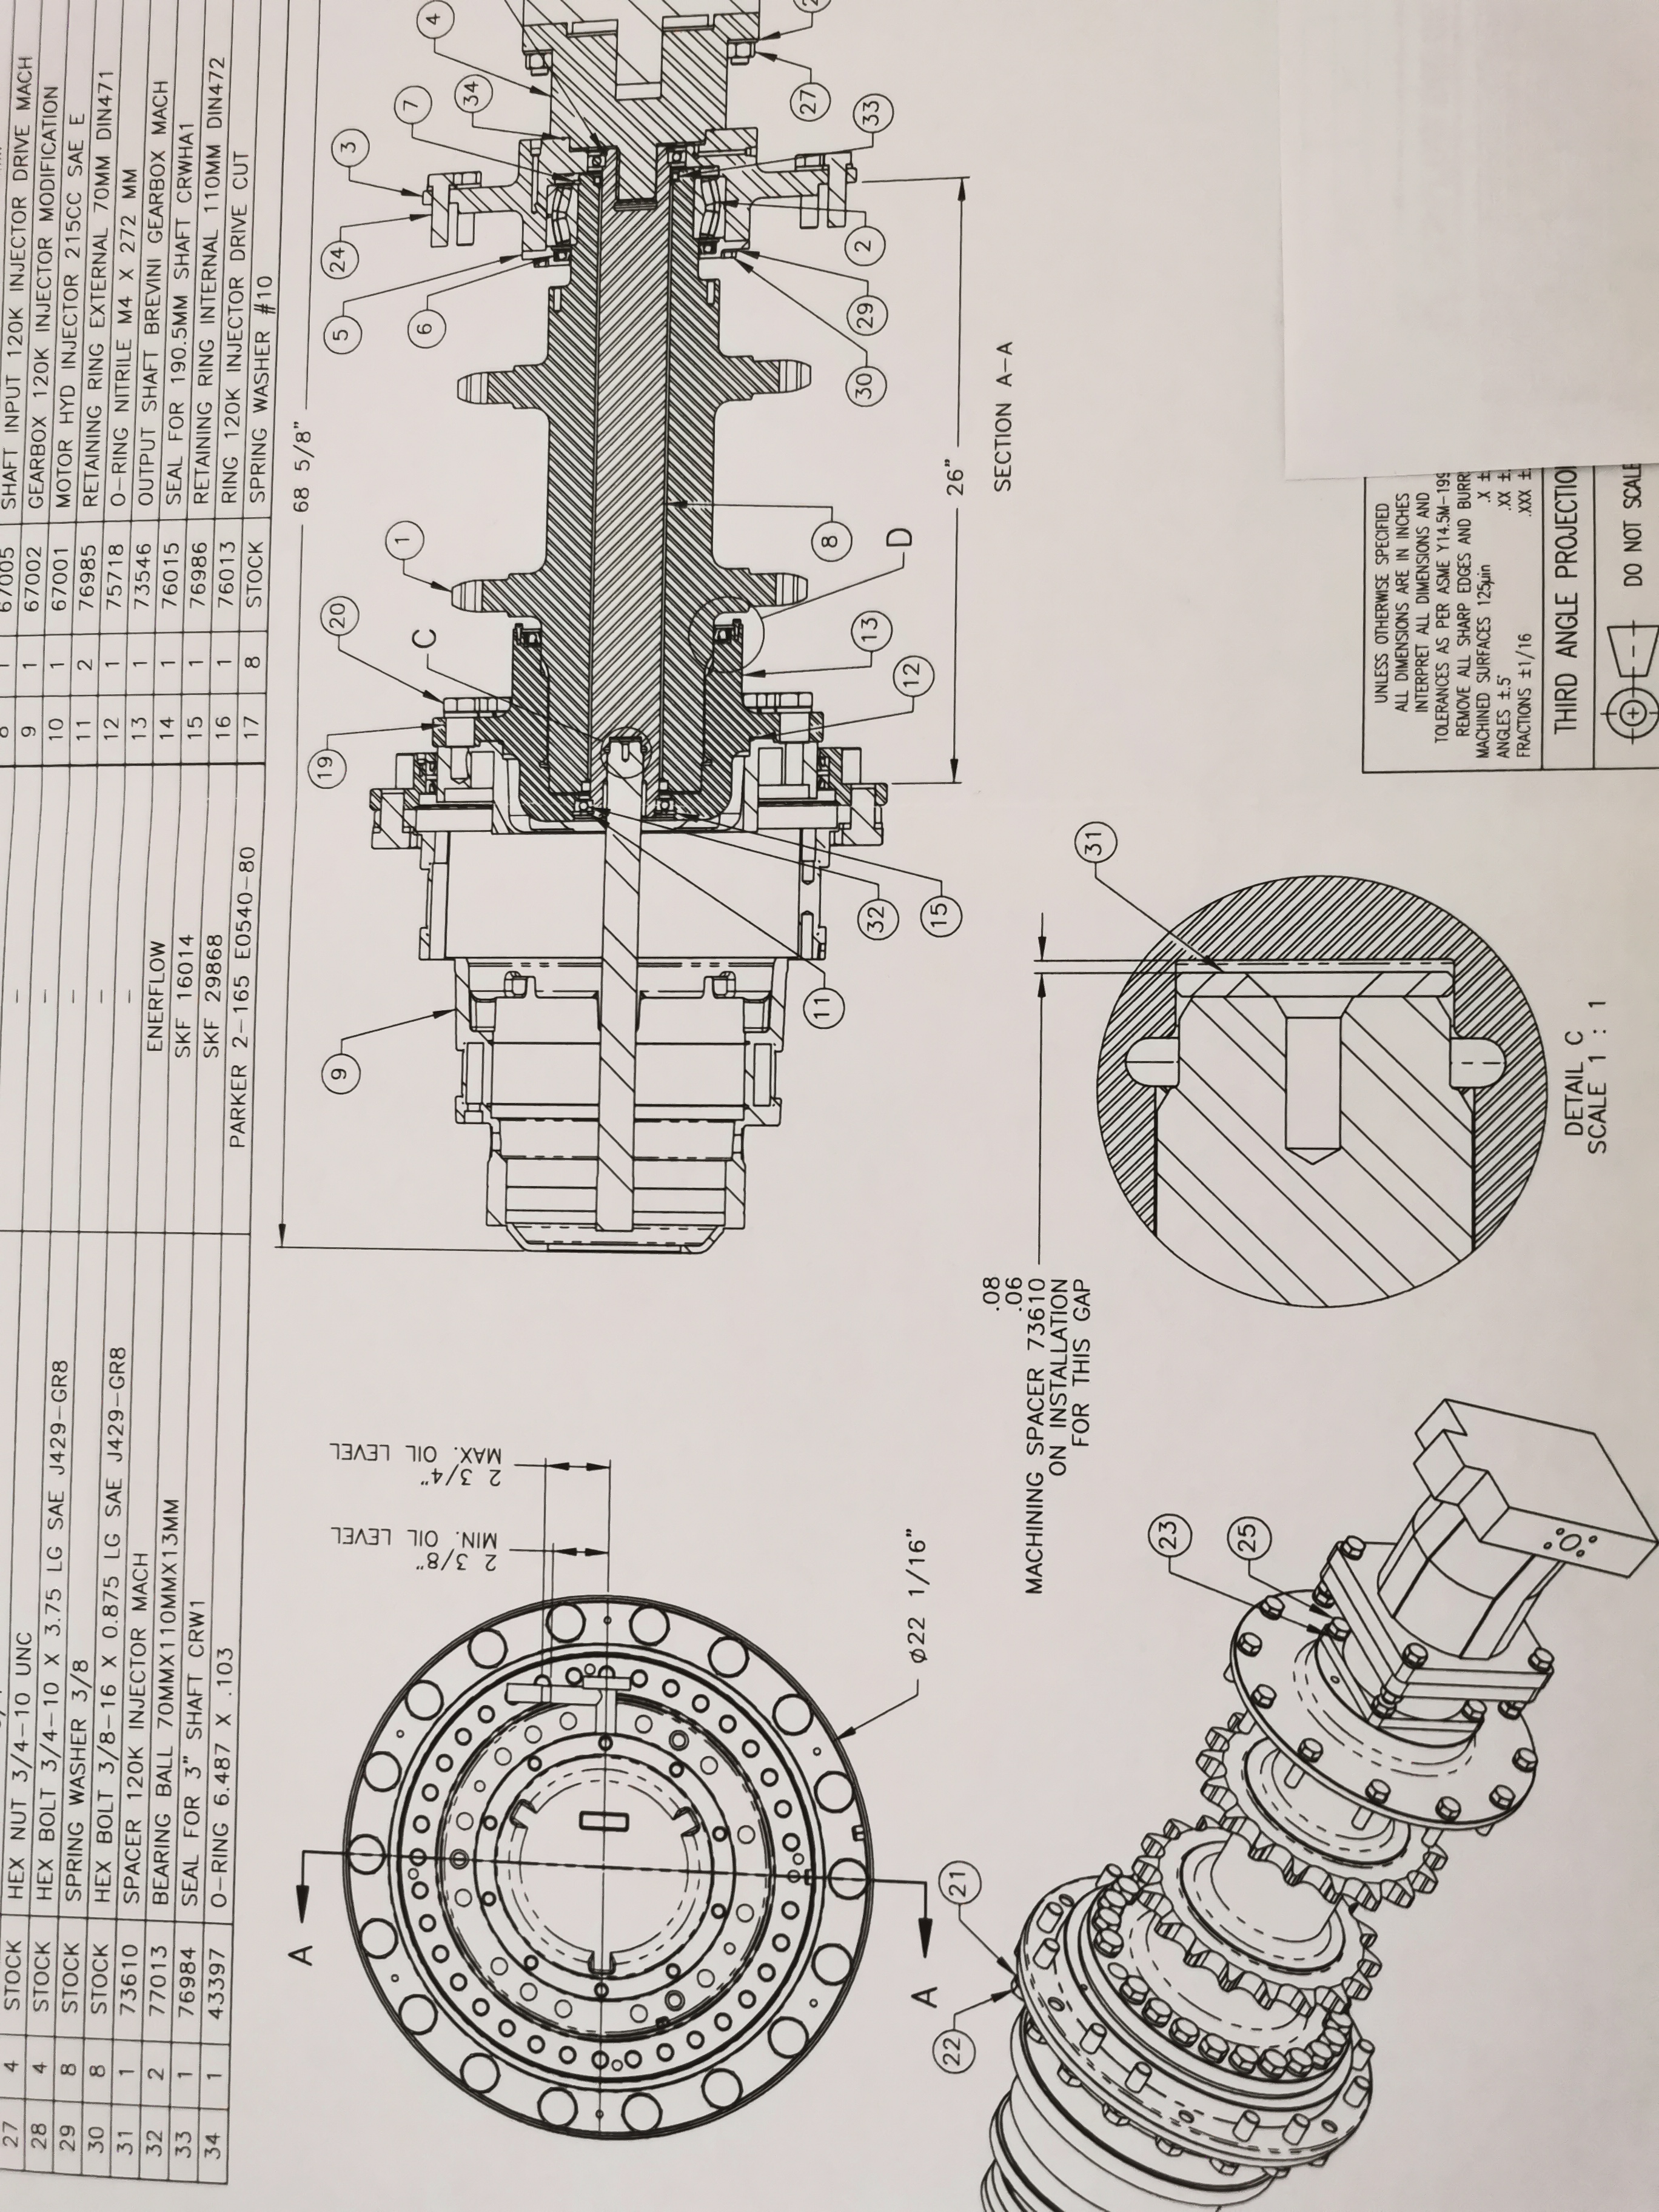 27 4 STOCK HEX NUT 3/4-10 UNC –
28 4 STOCK HEX BOLT 3/4-10 X 3.75 LG SAE J429-GR8 –
29 8 STOCK SPRING WASHER 3/8 –
30 8 STOCK HEX BOLT 3/8-16 X 0.875 LG SAE J429-GR8 –
31 1 73610 SPACER 120K INJECTOR MACH ENERFLOW
32 2 77013 BEARING BALL 70MMX110MMX13MM SKF 16014
33 1 76984 SEAL FOR 3" SHAFT CRW1 SKF 29868
34 1 43397 O-RING 6.487 X .103 PARKER 2-165 E0540-80
8 1 67005 SHAFT INPUT 120K INJECTOR DRIVE MACH
9 1 67002 GEARBOX 120K INJECTOR MODIFICATION
10 1 67001 MOTOR HYD INJECTOR 215CC SAE E
11 2 76985 RETAINING RING EXTERNAL 70MM DIN471
12 1 75718 O-RING NITRILE M4 X 272 MM
13 1 73546 OUTPUT SHAFT BREVINI GEARBOX MACH
14 1 76015 SEAL FOR 190.5MM SHAFT CRWHA1
15 1 76986 RETAINING RING INTERNAL 110MM DIN472
16 1 76013 RING 120K INJECTOR DRIVE CUT
17 8 STOCK SPRING WASHER #10
A
2 3/8"
MIN. OIL LEVEL
2 3/4"
MAX. OIL LEVEL
A
ø22 1/16"
68 5/8"
9
19
20
C
1
5
24
3
6
7
4
34
11
32
15
13
12
D
8
30
29
2
33
27
26"
SECTION A-A
22
21
23
25
.08
.06
MACHINING SPACER 73610
ON INSTALLATION
FOR THIS GAP
31
DETAIL C
SCALE 1 : 1
UNLESS OTHERWISE SPECIFIED
ALL DIMENSIONS ARE IN INCHES
INTERPRET ALL DIMENSIONS AND
TOLERANCES AS PER ASME Y14.5M-199
REMOVE ALL SHARP EDGES AND BURR
MACHINED SURFACES 125µin .X ±
ANGLES ±.5° .XX ±
FRACTIONS ±1/16 .XXX ±
THIRD ANGLE PROJECTION
DO NOT SCALE